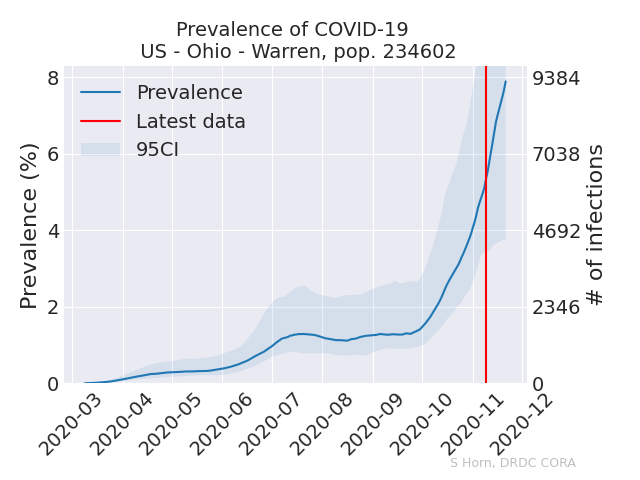 Prevalence of COVID-19
US - Ohio - Warren, pop. 234602
Prevalence
Latest data
95CI
Prevalence (%)
8
6
4
2
0
9384
7038
4692
2346
0
# of infections
2020-03
2020-04
2020-05
2020-06
2020-07
2020-08
2020-09
2020-10
2020-11
2020-12
S Horn, DRDC CORA